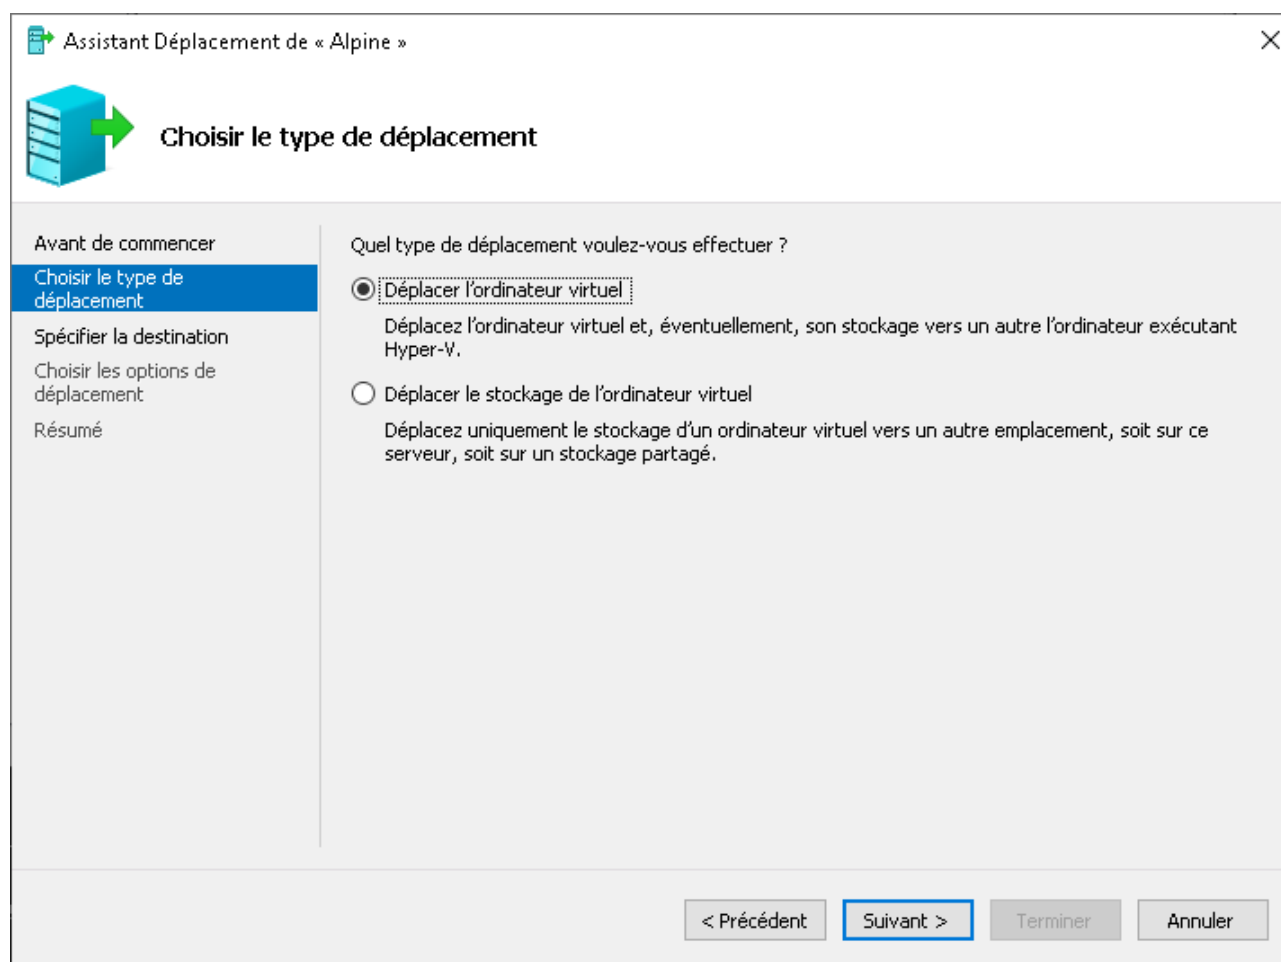 Assistant Déplacement de « Alpine »
Choisir le type de déplacement
Avant de commencer
Choisir le type de
déplacement
Spécifier la destination
Choisir les options de
déplacement
Résumé
Quel type de déplacement voulez-vous effectuer ?
Déplacer l’ordinateur virtuel
Déplacez l’ordinateur virtuel et, éventuellement, son stockage vers un autre l’ordinateur exécutant
Hyper-V.
Déplacer le stockage de l’ordinateur virtuel
Déplacez uniquement le stockage d’un ordinateur virtuel vers un autre emplacement, soit sur ce
serveur, soit sur un stockage partagé.
< Précédent
Suivant >
Terminer
Annuler